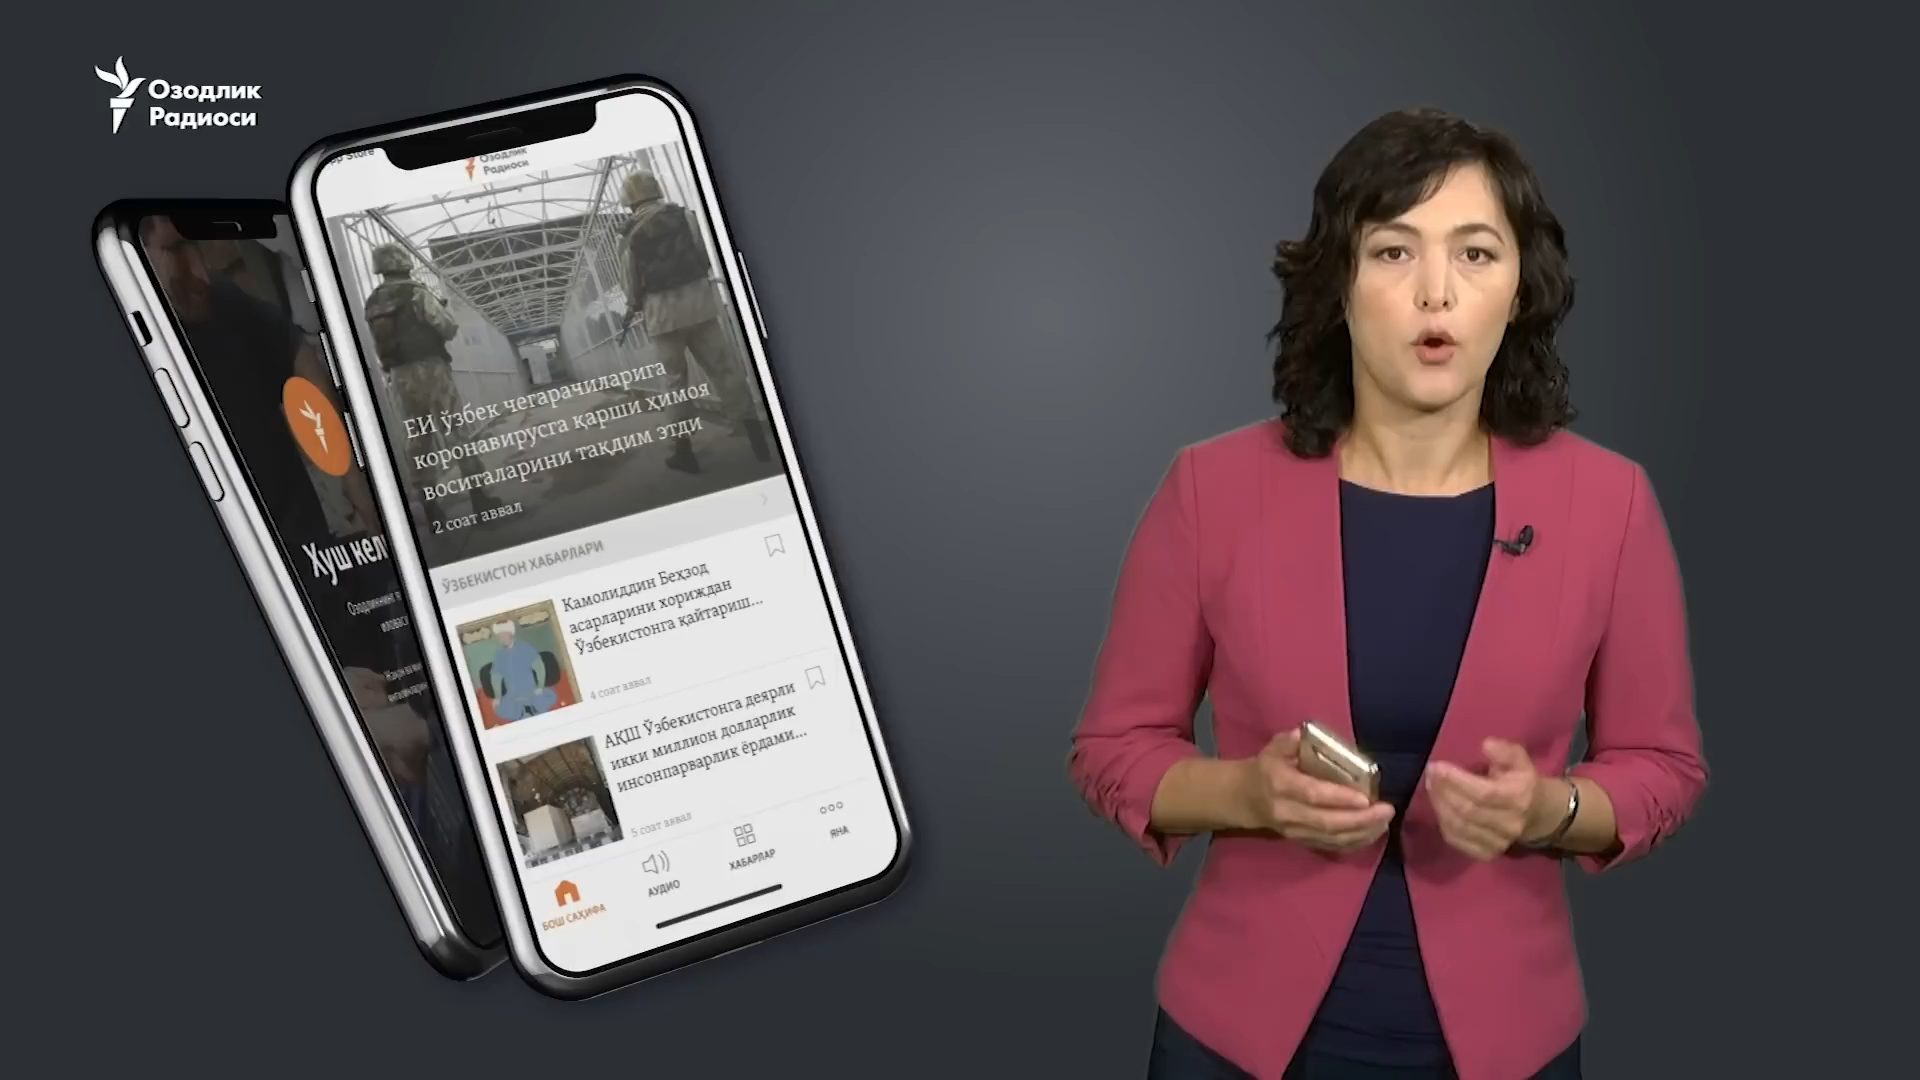 Озодлик
Радиоси
pp Store
Озодлик
Радиоси
ЕИ ўзбек чегарачиларига
коронавирусга қарши ҳимоя
воситаларини тақдим этди
2 соат аввал
ЎЗБЕКИСТОН ХАБАРЛАРИ
Камолиддин Беҳзод
асарларини хориждан
Ўзбекистонга қайтариш...
4 соат аввал
АҚШ Ўзбекистонга деярли
икки миллион долларлик
инсонпарварлик ёрдами...
5 соат аввал
БОШ САҲИФА
АУДИО
ХАБАРЛАР
ЯНА
Хуш кел